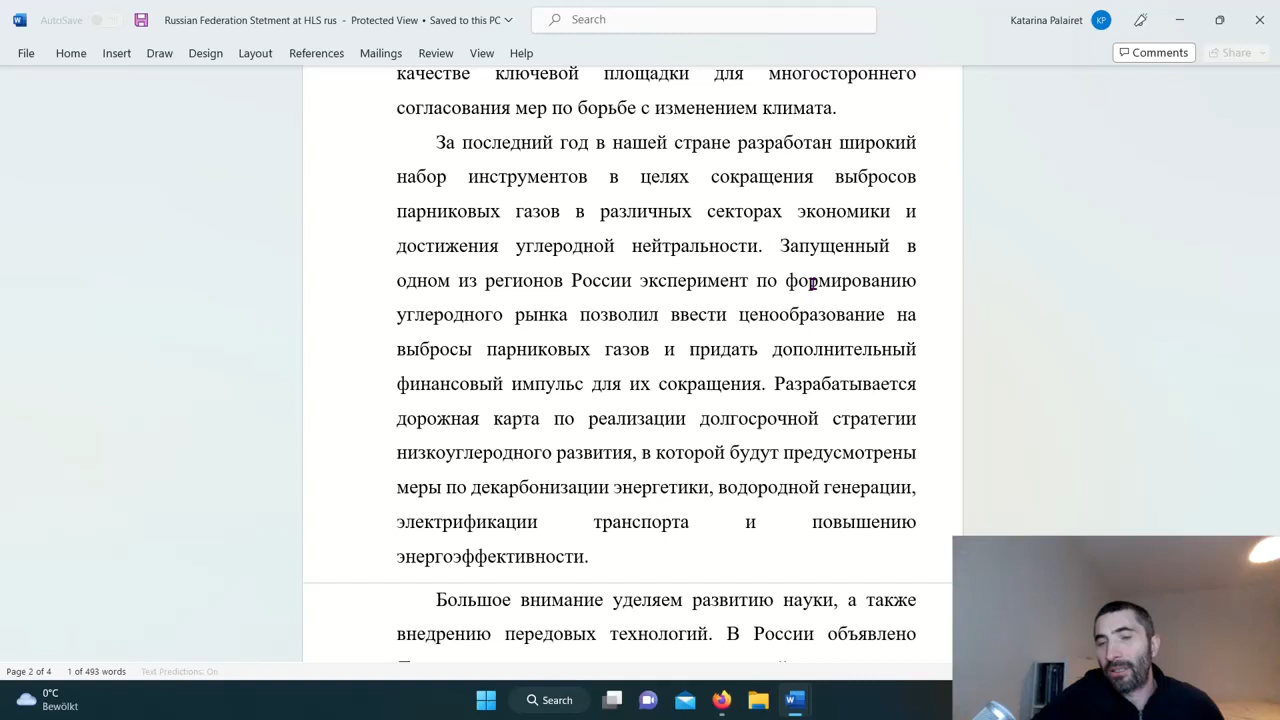 AutoSave
Russian Federation Stetment at HLS rus - Protected View • Saved to this PC
Search
Katarina Palairet
KP
File Home Insert Draw Design Layout References Mailings Review View Help
Comments
Share
качестве ключевой площадки для многостороннего
согласования мер по борьбе с изменением климата.
За последний год в нашей стране разработан широкий
набор инструментов в целях сокращения выбросов
парниковых газов в различных секторах экономики и
достижения углеродной нейтральности. Запущенный в
одном из регионов России эксперимент по формированию
углеродного рынка позволил ввести ценообразование на
выбросы парниковых газов и придать дополнительный
финансовый импульс для их сокращения. Разрабатывается
дорожная карта по реализации долгосрочной стратегии
низкоуглеродного развития, в которой будут предусмотрены
меры по декарбонизации энергетики, водородной генерации,
электрификации транспорта и повышению
энергоэффективности.
Большое внимание уделяем развитию науки, а также
внедрению передовых технологий. В России объявлено
Page 2 of 4 1 of 493 words Text Predictions: On
0°C
Bewölkt
Search